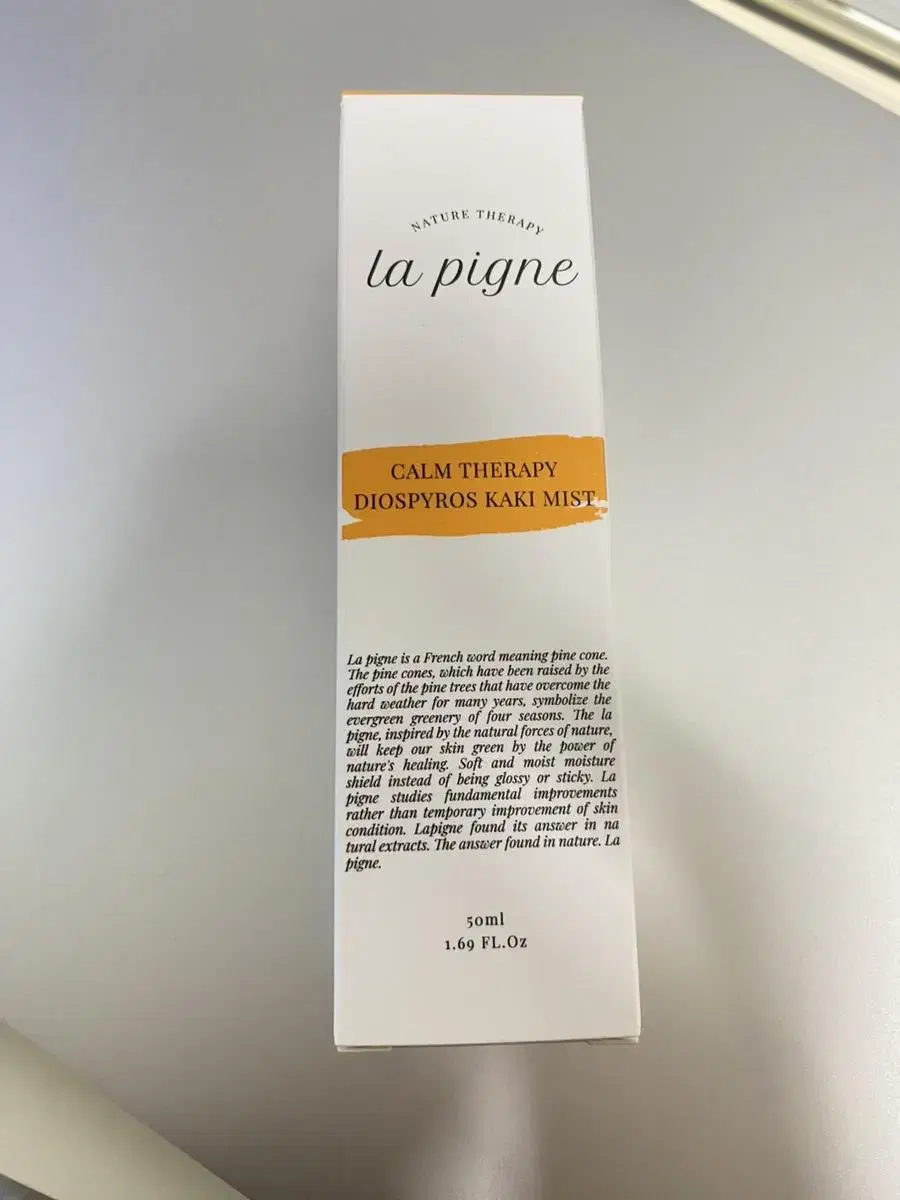 NATURE THERAPY
la pigne
CALM THERAPY
DIOSPYROS KAKI MIST
La pigne is a French word meaning pine cone.
The pine cones, which have been raised by the
efforts of the pine trees that have overcome the
hard weather for many years, symbolize the
evergreen greenery of four seasons. The la
pigne, inspired by the natural forces of nature,
will keep our skin green by the power of
nature's healing. Soft and moist moisture
shield instead of being glossy or sticky. La
pigne studies fundamental improvements
rather than temporary improvement of skin
condition. Lapigne found its answer in na
tural extracts. The answer found in nature. La
pigne.
50ml
1.69 FL.Oz